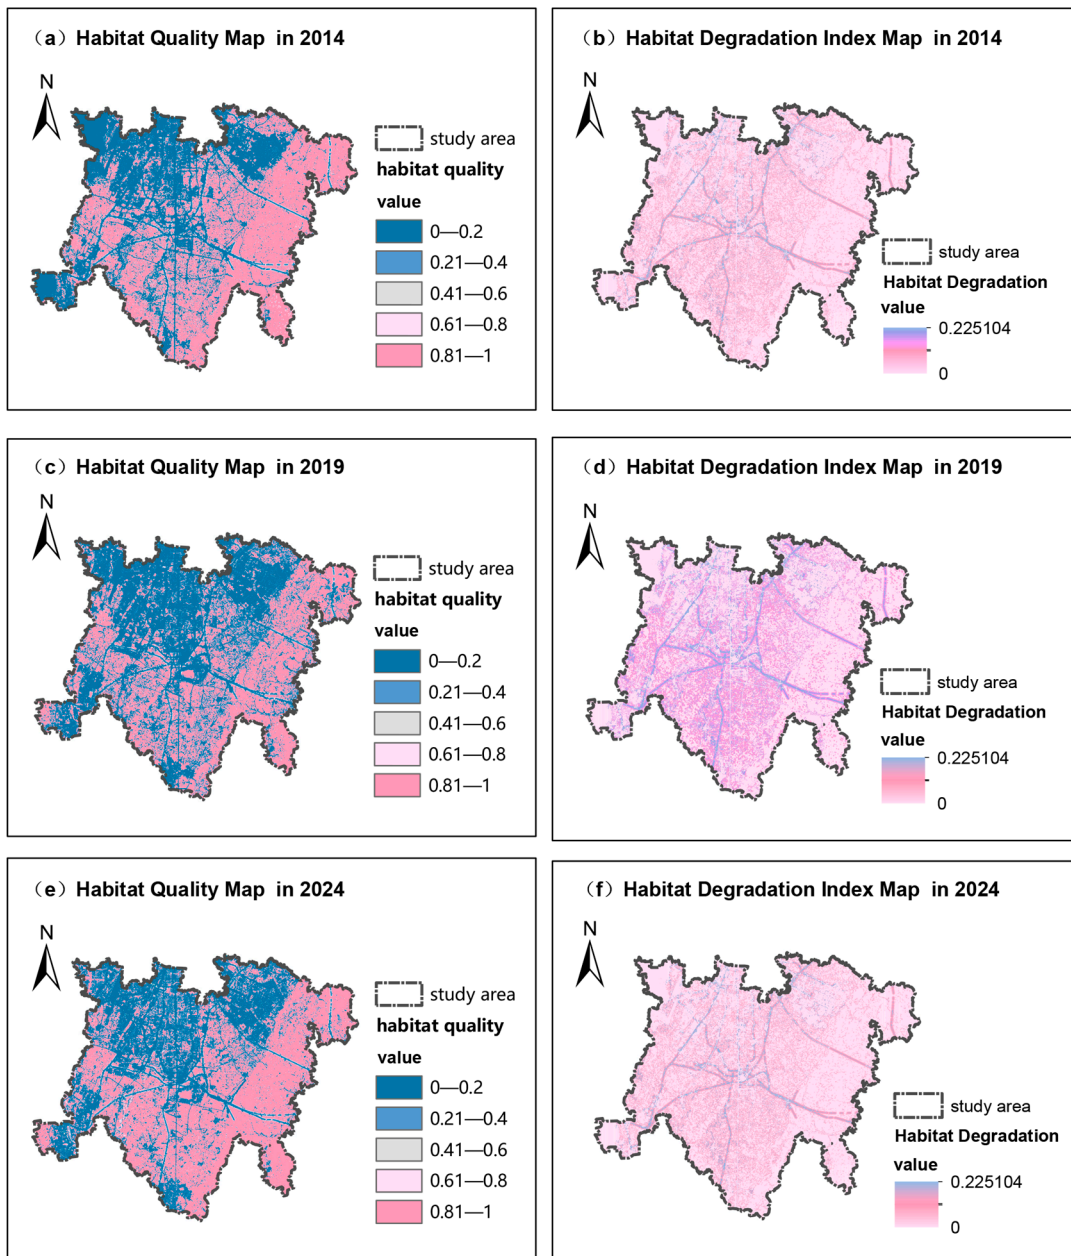 （a）Habitat Quality Map in 2014
N
study area
habitat quality
value
0—0.2
0.21—0.4
0.41—0.6
0.61—0.8
0.81—1
（b）Habitat Degradation Index Map in 2014
N
study area
Habitat Degradation
value
0.225104
0
（c）Habitat Quality Map in 2019
N
study area
habitat quality
value
0—0.2
0.21—0.4
0.41—0.6
0.61—0.8
0.81—1
（d）Habitat Degradation Index Map in 2019
N
study area
Habitat Degradation
value
0.225104
0
（e）Habitat Quality Map in 2024
N
study area
habitat quality
value
0—0.2
0.21—0.4
0.41—0.6
0.61—0.8
0.81—1
（f）Habitat Degradation Index Map in 2024
N
study area
Habitat Degradation
value
0.225104
0